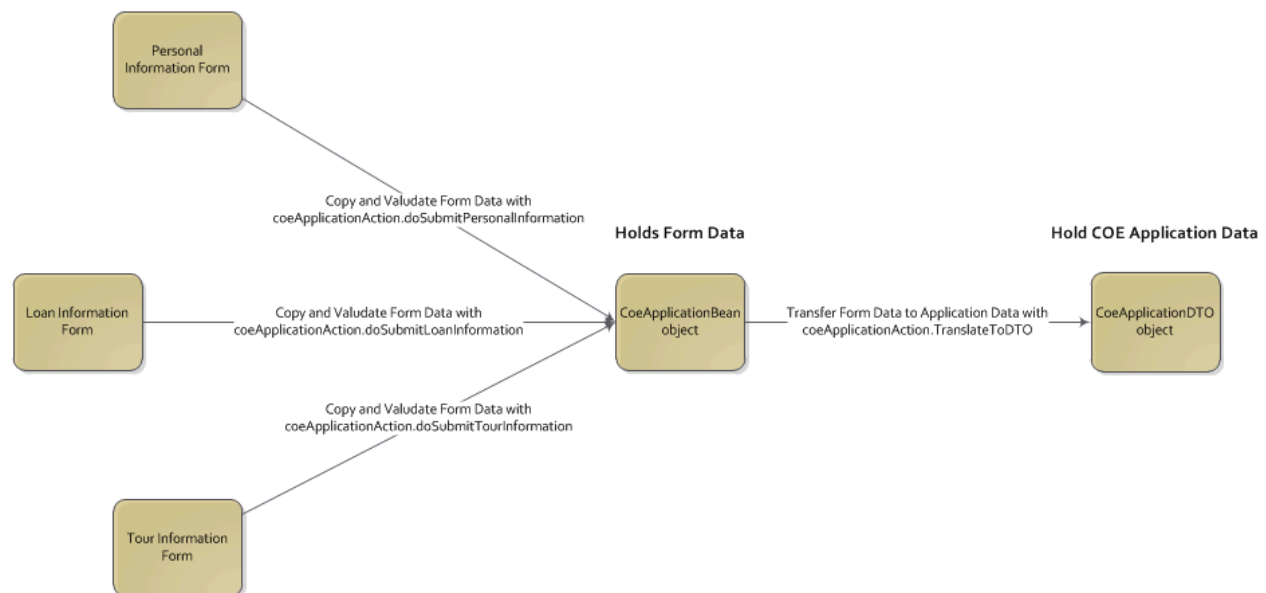 Personal
Information Form
Copy and Valudate Form Data with
coeApplicationAction.doSubmitPersonalInformation
Holds Form Data
Hold COE Application Data
Loan Information
Form
Copy and Valudate Form Data with
coeApplicationAction.doSubmitLoanInformation
CoeApplicationBean
object
Transfer Form Data to Application Data with
coeApplicationAction.TranslateToDTO
CoeApplicationDTO
object
Copy and Valudate Form Data with
coeApplicationAction.doSubmitTourInformation
Tour Information
Form